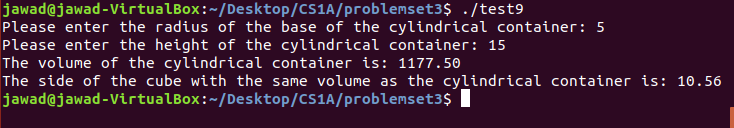 jawad@jawad-VirtualBox:~/Desktop/CS1A/problemset3$ ./test9
Please enter the radius of the base of the cylindrical container: 5
Please enter the height of the cylindrical container: 15
The volume of the cylindrical container is: 1177.50
The side of the cube with the same volume as the cylindrical container is: 10.56
jawad@jawad-VirtualBox:~/Desktop/CS1A/problemset3$